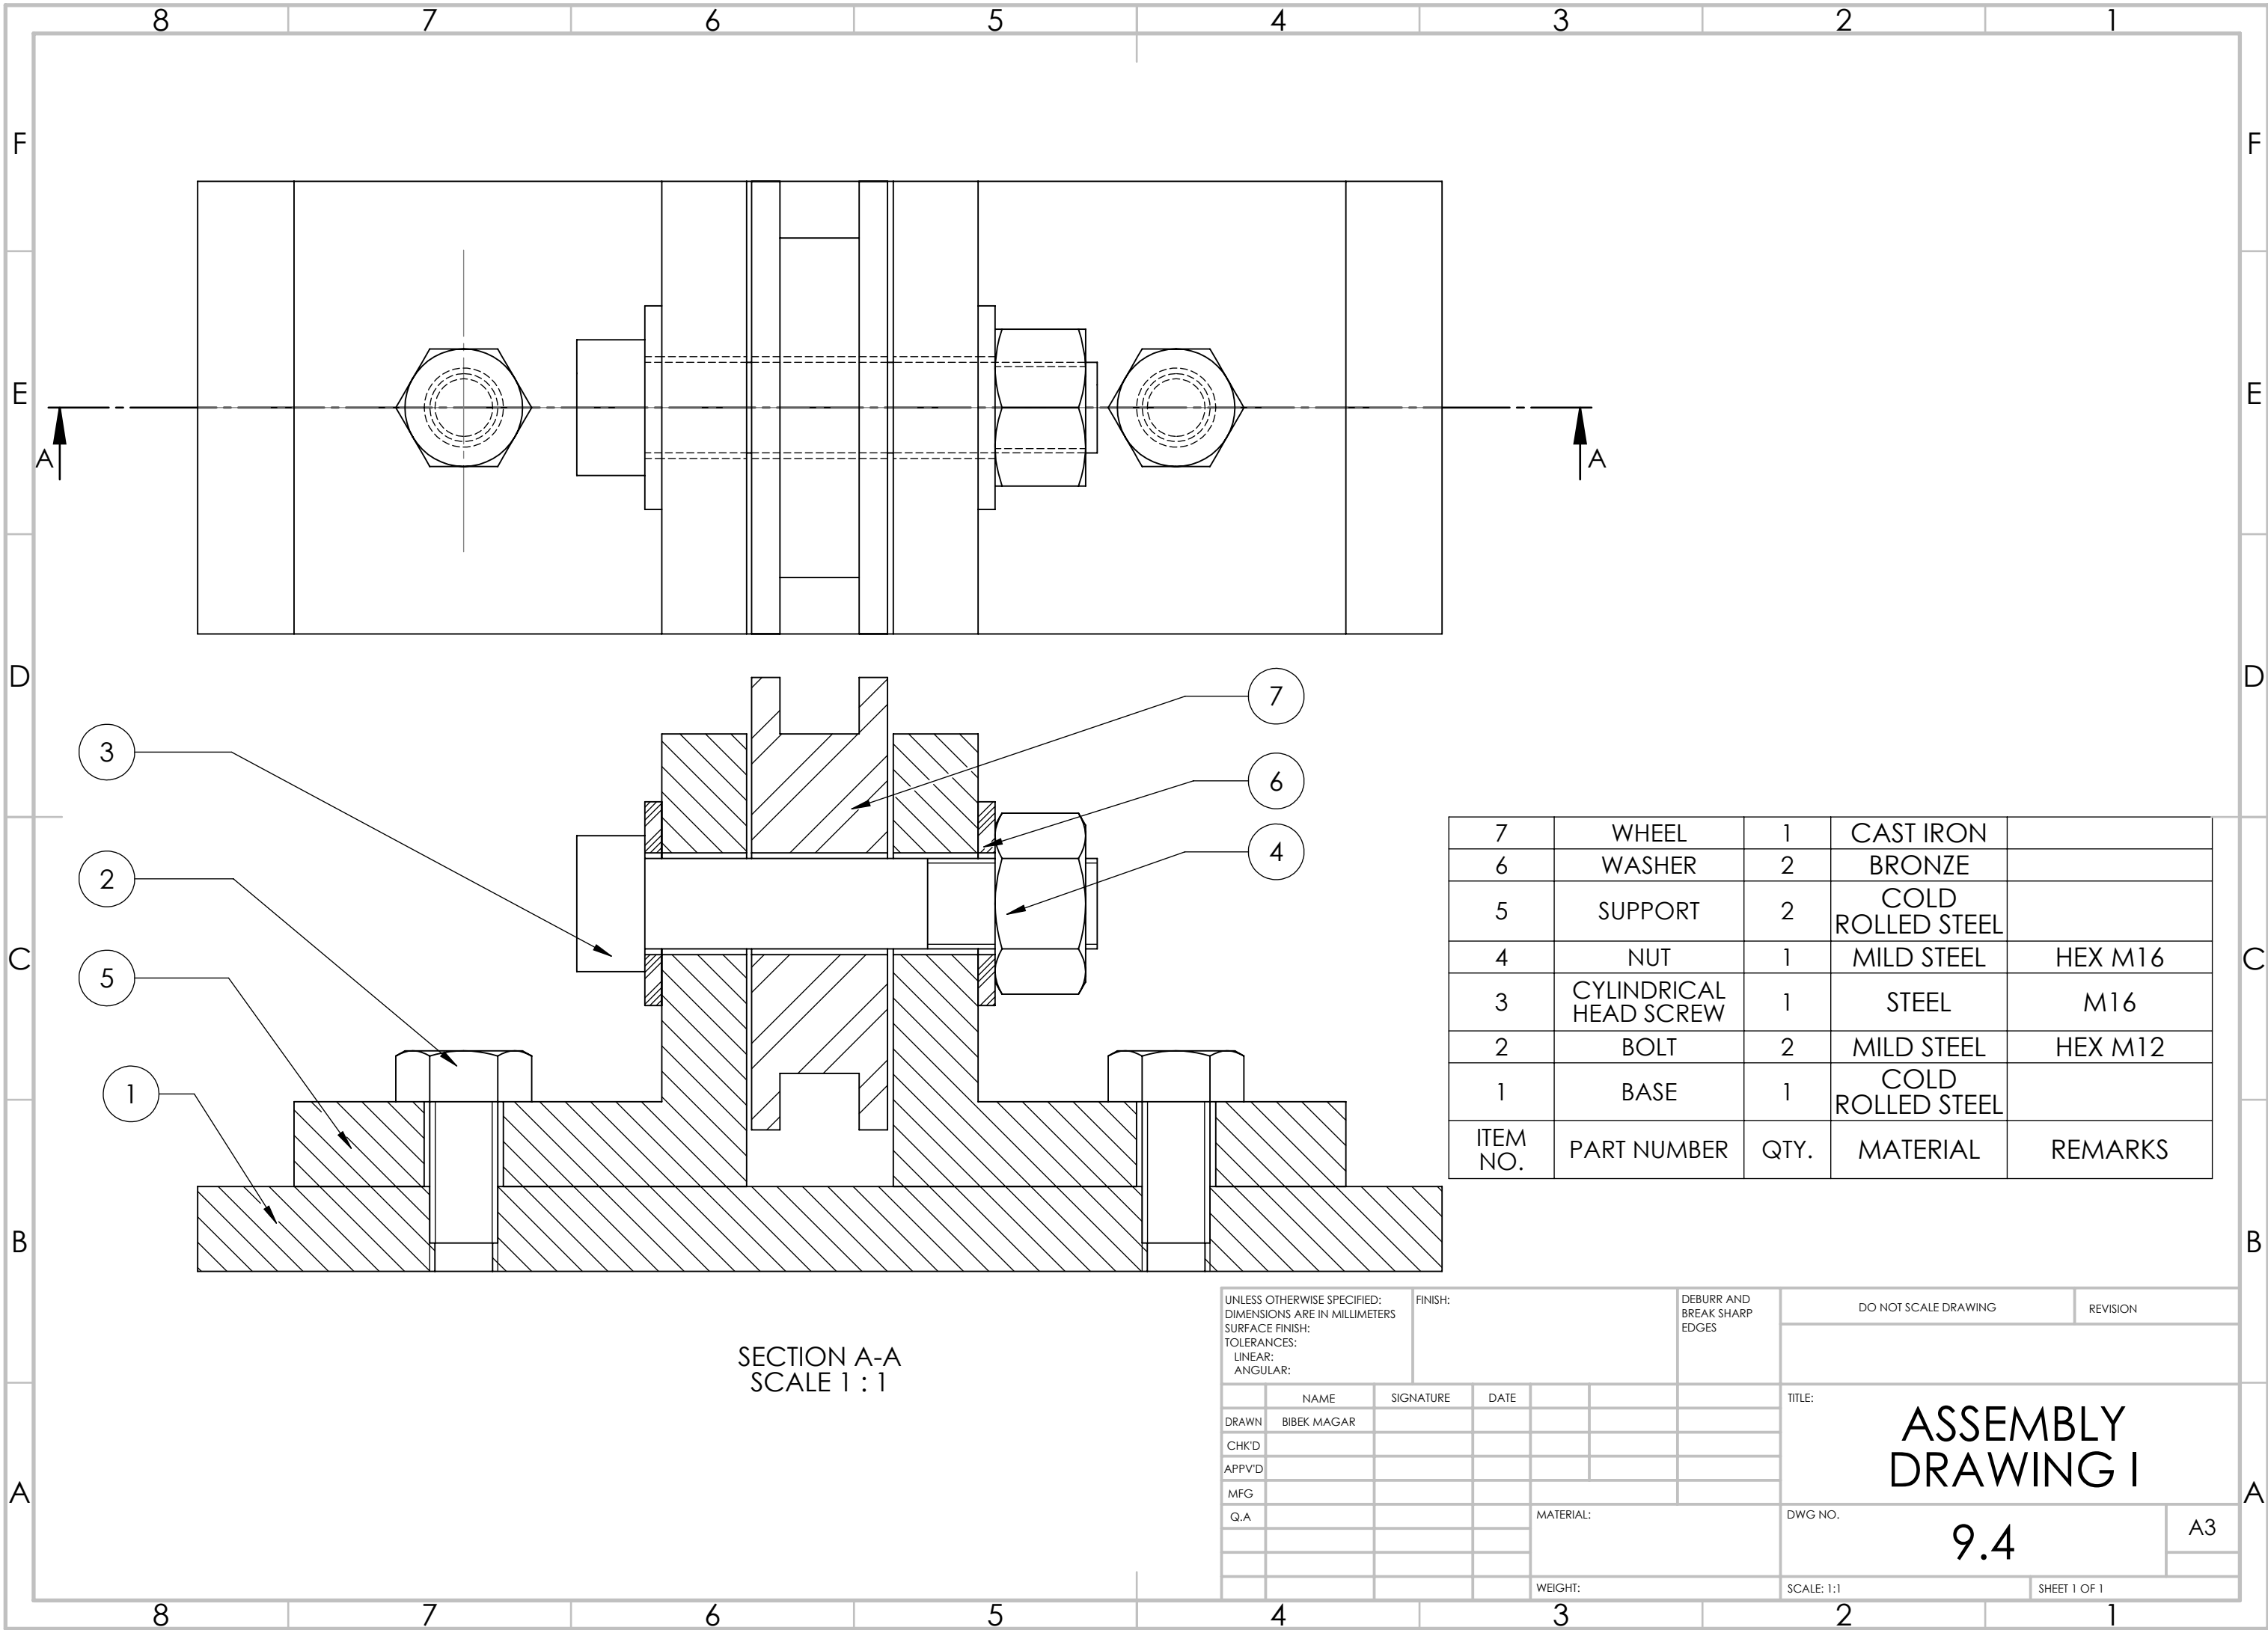 8 7 6 5 4 3 2 1
F F
E E
A A
D D
7
3
6
4
2
5
1
C C
7 WHEEL 1 CAST IRON
6 WASHER 2 BRONZE
5 SUPPORT 2 COLD
ROLLED STEEL
4 NUT 1 MILD STEEL HEX M16
3 CYLINDRICAL
HEAD SCREW 1 STEEL M16
2 BOLT 2 MILD STEEL HEX M12
1 BASE 1 COLD
ROLLED STEEL
ITEM
NO. PART NUMBER QTY. MATERIAL REMARKS
B B
SECTION A-A
SCALE 1 : 1
UNLESS OTHERWISE SPECIFIED:
DIMENSIONS ARE IN MILLIMETERS
SURFACE FINISH:
TOLERANCES:
LINEAR:
ANGULAR:
FINISH:
DEBURR AND
BREAK SHARP
EDGES
DO NOT SCALE DRAWING
REVISION
NAME SIGNATURE DATE
DRAWN BIBEK MAGAR
CHK'D
APPV'D
MFG
Q.A
TITLE:
ASSEMBLY
DRAWING I
MATERIAL:
DWG NO.
9.4
A3
WEIGHT:
SCALE: 1:1
SHEET 1 OF 1
A A
8 7 6 5 4 3 2 1